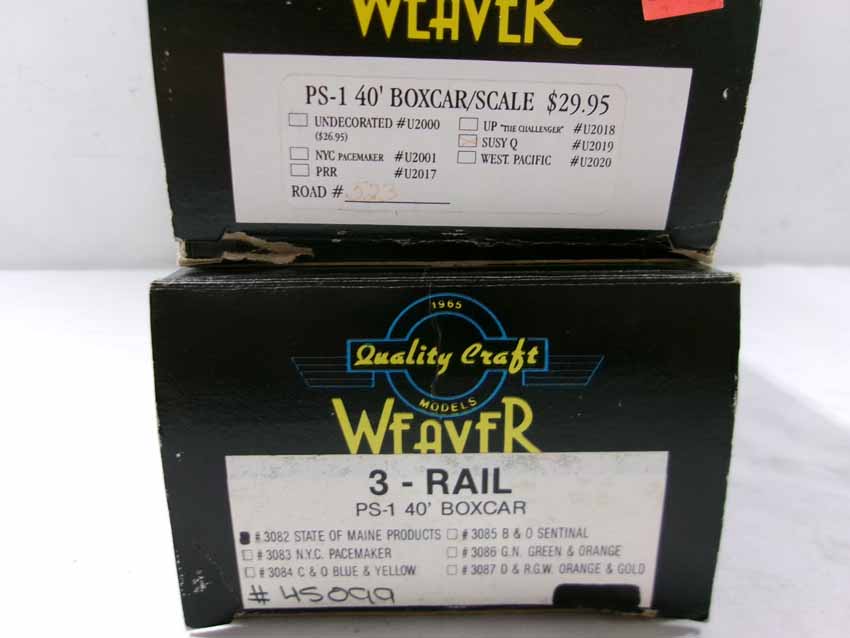 WEAVER
PS-1 40' BOXCAR/SCALE $29.95
UNDECORATED #U2000
($26.95)
NYC PACEMAKER #U2001
PRR #U2017
UP "THE CHALLENGER" #U2018
SUSY Q #U2019
WEST. PACIFIC #U2020
ROAD # 523
1965
Quality Craft
MODELS
WEAVER
3 - RAIL
PS-1 40' BOXCAR
# 3082 STATE OF MAINE PRODUCTS
# 3083 N.Y.C. PACEMAKER
# 3084 C & O BLUE & YELLOW
# 3085 B & O SENTINAL
# 3086 G.N. GREEN & ORANGE
# 3087 D & R.G.W. ORANGE & GOLD
# 45099